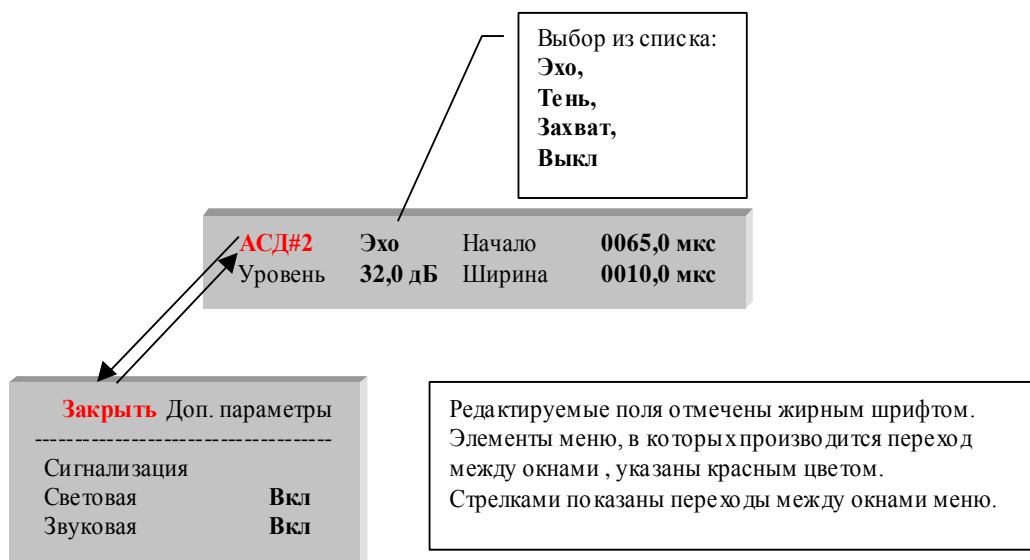 Выбор из списка:
Эхо,
Тень,
Захват,
Выкл
АСД#2 Эхо Начало 0065,0 мкс
Уровень 32,0 дБ Ширина 0010,0 мкс
Закрыть Доп. параметры
-------------------------------------
Сигнализация
Световая Вкл
Звуковая Вкл
Редактируемые поля отмечены жирным шрифтом.
Элементы меню, в которых производится переход
между окнами , указаны красным цветом.
Стрелками показаны переходы между окнами меню.